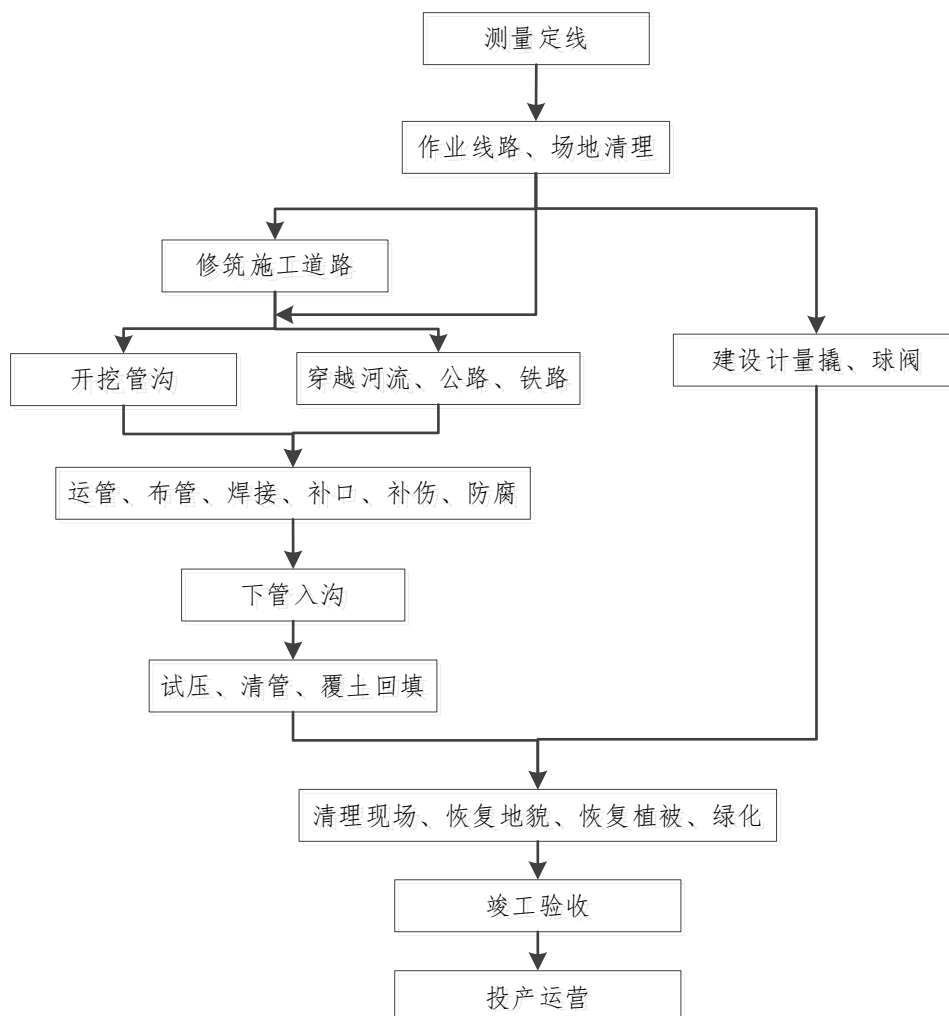 测量定线
作业线路、场地清理
修筑施工道路
开挖管沟
穿越河流、公路、铁路
建设计量撬、球阀
运管、布管、焊接、补口、补伤、防腐
下管入沟
试压、清管、覆土回填
清理现场、恢复地貌、恢复植被、绿化
竣工验收
投产运营